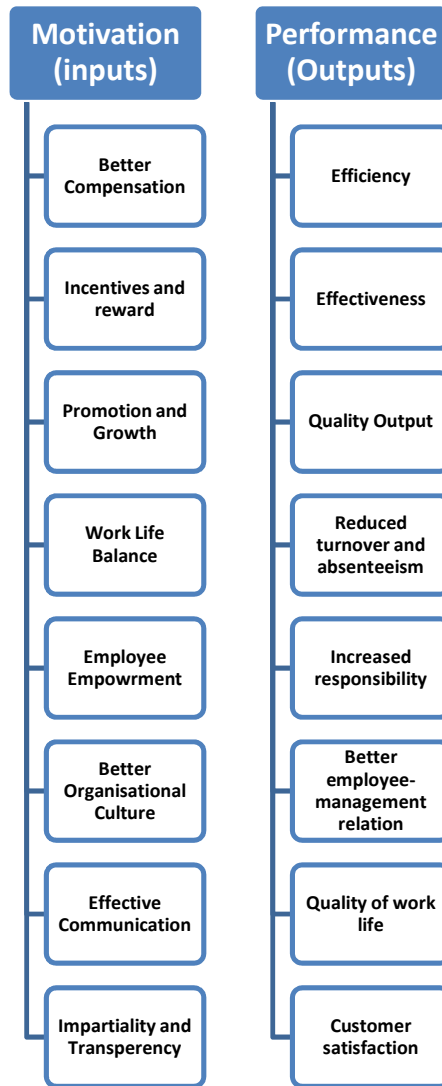 Motivation
(inputs)
Better
Compensation
Incentives and
reward
Promotion and
Growth
Work Life
Balance
Employee
Empowrment
Better
Organisational
Culture
Effective
Communication
Impartiality and
Transperency
Performance
(Outputs)
Efficiency
Effectiveness
Quality Output
Reduced
turnover and
absenteeism
Increased
responsibility
Better
employee-
management
relation
Quality of work
life
Customer
satisfaction